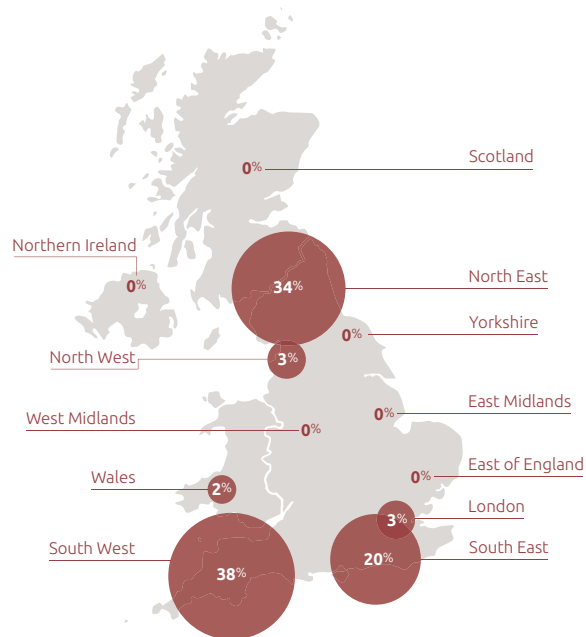 0% Scotland
Northern Ireland
0%
34% North East
0% Yorkshire
North West 3%
0% East Midlands
West Midlands 0%
0% East of England
Wales 2%
3% London
South West 38%
20% South East